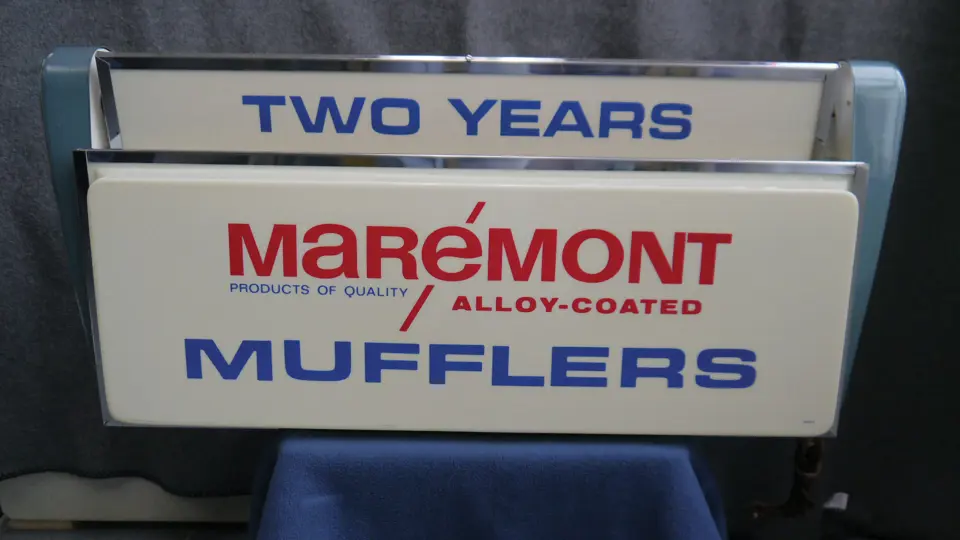 TWO YEARS
MaréMONT
PRODUCTS OF QUALITY
ALLOY-COATED
MUFFLERS